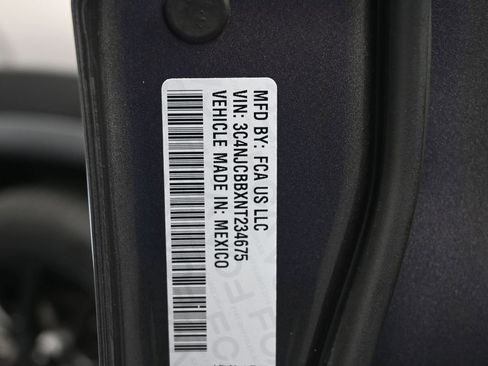 MFD BY: FCA US LLC
VIN: 3C4NJCBBXNT234675
VEHICLE MADE IN: MEXICO